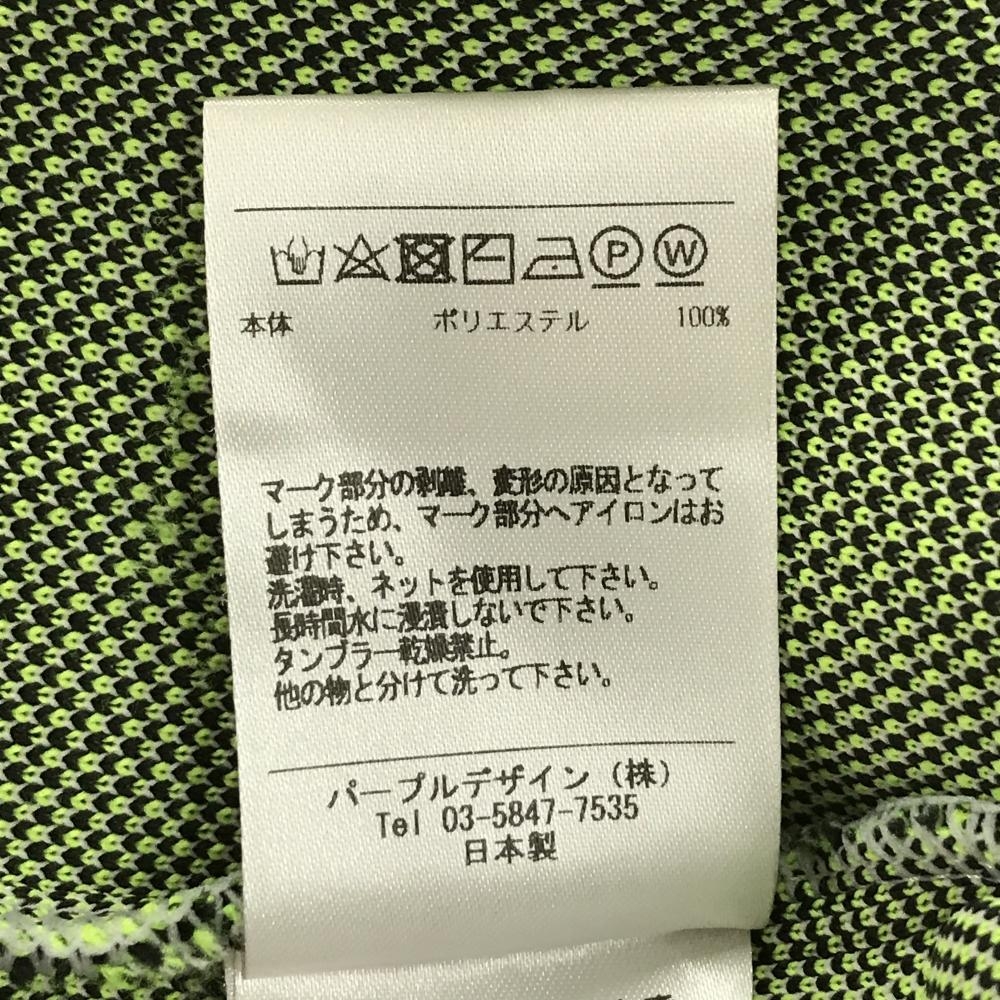 P W
本体 ポリエステル 100%
マーク部分の剥離、変形の原因となって
しまうため、マーク部分へアイロンはお
避け下さい。
洗濯時、ネットを使用して下さい。
長時間水に浸漬しないで下さい。
タンブラー乾燥禁止。
他の物と分けて洗って下さい。
パープルデザイン（株）
Tel 03-5847-7535
日本製